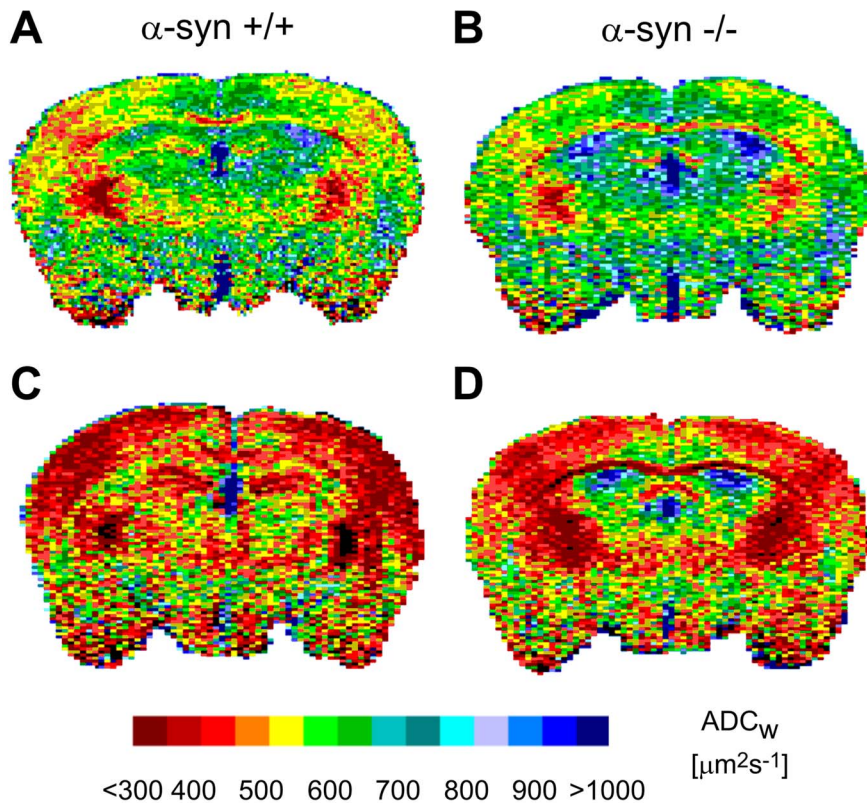 A
α-syn +/+
B
α-syn -/-
C
D
<300 400 500 600 700 800 900 >1000
ADCW
[µm2s-1]